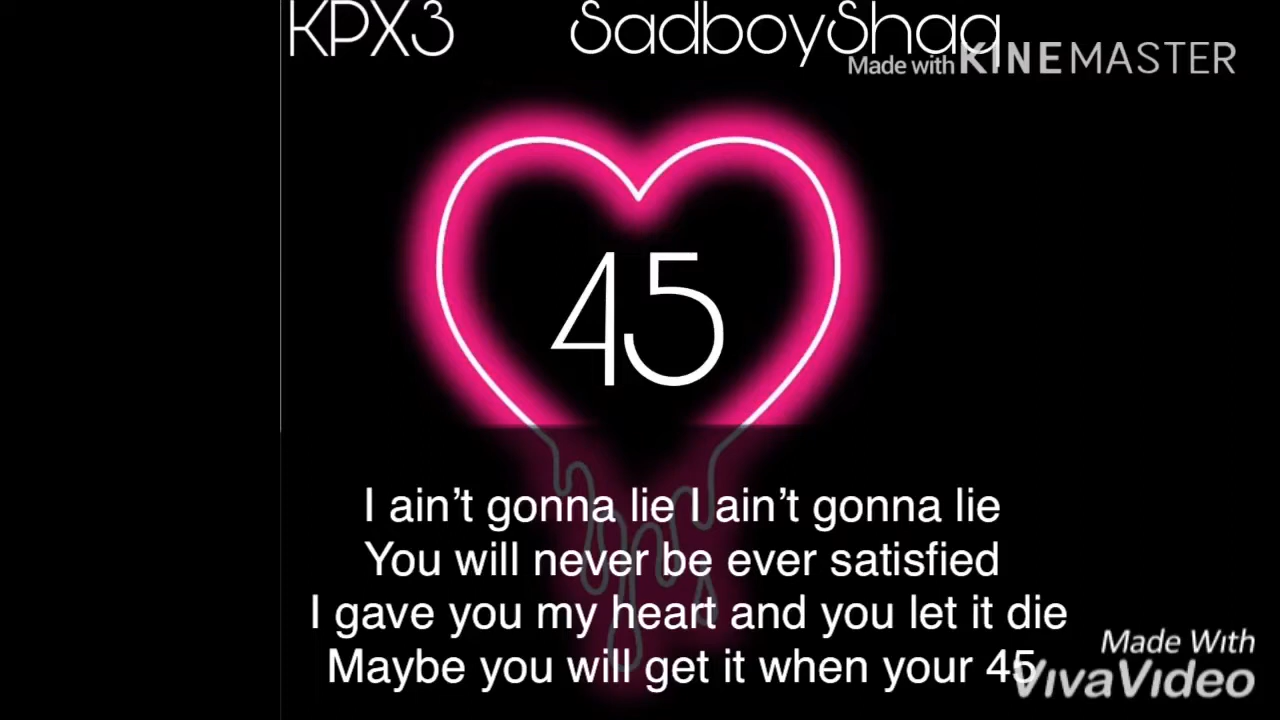 KPX3 SadboyShaq
Made with KINEMASTER
45
I ain’t gonna lie I ain’t gonna lie
You will never be ever satisfied
I gave you my heart and you let it die
Maybe you will get it when your 45
Made With
VivaVideo